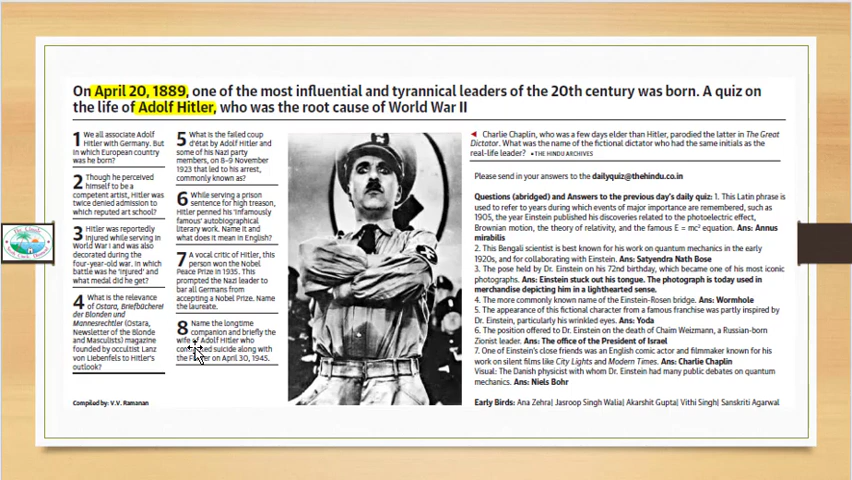 On April 20, 1889, one of the most influential and tyrannical leaders of the 20th century was born. A quiz on
the life of Adolf Hitler, who was the root cause of World War II
1 We all associate Adolf
Hitler with Germany. But
in which European country
was he born?
2 Though he perceived
himself to be a
competent artist, Hitler was
twice denied admission to
which reputed art school?
3 Hitler was reportedly
injured while serving in
World War I and was also
decorated during the
four-year-old war. In which
battle was he 'injured' and
what medal did he get?
4 What is the relevance
of Ostara, Briefbücherei
der Blonden und
Mannesrechtler (Ostara,
Newsletter of the Blonde
and Masculists) magazine
founded by occultist Lanz
von Liebenfels to Hitler's
outlook?
Compiled by: V.V. Ramanan
5 What is the failed coup
d'état by Adolf Hitler and
some of his Nazi party
members, on 8-9 November
1923 that led to his arrest,
commonly known as?
6 While serving a prison
sentence for high treason,
Hitler penned his 'infamously
famous' autobiographical
literary work. Name it and
what does it mean in English?
7 A vocal critic of Hitler, this
person won the Nobel
Peace Prize in 1935. This
prompted the Nazi leader to
bar all Germans from
accepting a Nobel Prize. Name
the laureate.
8 Name the longtime
companion and briefly the
wife of Adolf Hitler who
committed suicide along with
the Führer on April 30, 1945.
◄ Charlie Chaplin, who was a few days elder than Hitler, parodied the latter in The Great
Dictator. What was the name of the fictional dictator who had the same initials as the
real-life leader? • THE HINDU ARCHIVES
Please send in your answers to the dailyquiz@thehindu.co.in
Questions (abridged) and Answers to the previous day's daily quiz: 1. This Latin phrase is
used to refer to years during which events of major importance are remembered, such as
1905, the year Einstein published his discoveries related to the photoelectric effect,
Brownian motion, the theory of relativity, and the famous E = mc² equation. Ans: Annus
mirabilis
2. This Bengali scientist is best known for his work on quantum mechanics in the early
1920s, and for collaborating with Einstein. Ans: Satyendra Nath Bose
3. The pose held by Dr. Einstein on his 72nd birthday, which became one of his most iconic
photographs. Ans: Einstein stuck out his tongue. The photograph is today used in
merchandise depicting him in a lighthearted sense.
4. The more commonly known name of the Einstein-Rosen bridge. Ans: Wormhole
5. The appearance of this fictional character from a famous franchise was partly inspired by
Dr. Einstein, particularly his wrinkled eyes. Ans: Yoda
6. The position offered to Dr. Einstein on the death of Chaim Weizmann, a Russian-born
Zionist leader. Ans: The office of the President of Israel
7. One of Einstein's close friends was an English comic actor and filmmaker known for his
work on silent films like City Lights and Modern Times. Ans: Charlie Chaplin
Visual: The Danish physicist with whom Dr. Einstein had many public debates on quantum
mechanics. Ans: Niels Bohr
Early Birds: Ana Zehra| Jasroop Singh Walia| Akarshit Gupta| Vithi Singh| Sanskriti Agarwal